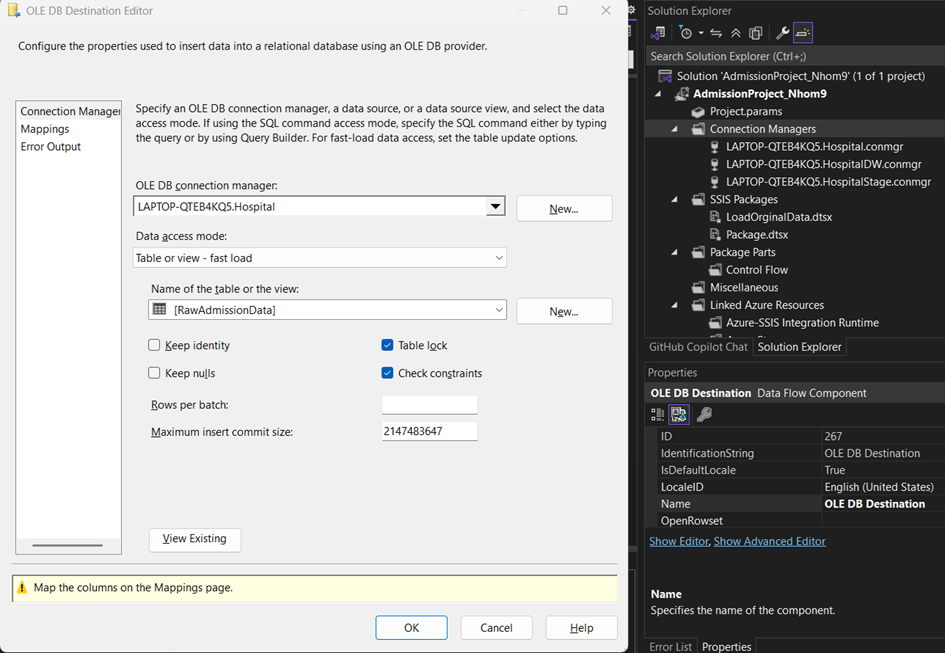 OLE DB Destination Editor
Configure the properties used to insert data into a relational database using an OLE DB provider.
Connection Manager
Mappings
Error Output
Specify an OLE DB connection manager, a data source, or a data source view, and select the data
access mode. If using the SQL command access mode, specify the SQL command either by typing
the query or by using Query Builder. For fast-load data access, set the table update options.
OLE DB connection manager:
LAPTOP-QTEB4KQ5.Hospital
New...
Data access mode:
Table or view - fast load
Name of the table or the view:
[RawAdmissionData]
New...
Keep identity
Table lock
Keep nulls
Check constraints
Rows per batch:
Maximum insert commit size:
2147483647
View Existing
Map the columns on the Mappings page.
OK
Cancel
Help
Solution Explorer
Search Solution Explorer (Ctrl+;)
Solution 'AdmissionProject_Nhom9' (1 of 1 project)
AdmissionProject_Nhom9
Project.params
Connection Managers
LAPTOP-QTEB4KQ5.Hospital.conmgr
LAPTOP-QTEB4KQ5.HospitalDW.conmgr
LAPTOP-QTEB4KQ5.HospitalStage.conmgr
SSIS Packages
LoadOrginalData.dtsx
Package.dtsx
Package Parts
Control Flow
Miscellaneous
Linked Azure Resources
Azure-SSIS Integration Runtime
GitHub Copilot Chat
Solution Explorer
Properties
OLE DB Destination Data Flow Component
ID 267
IdentificationString OLE DB Destination
IsDefaultLocale True
LocaleID English (United States)
Name OLE DB Destination
OpenRowset
Show Editor, Show Advanced Editor
Name
Specifies the name of the component.
Error List
Properties